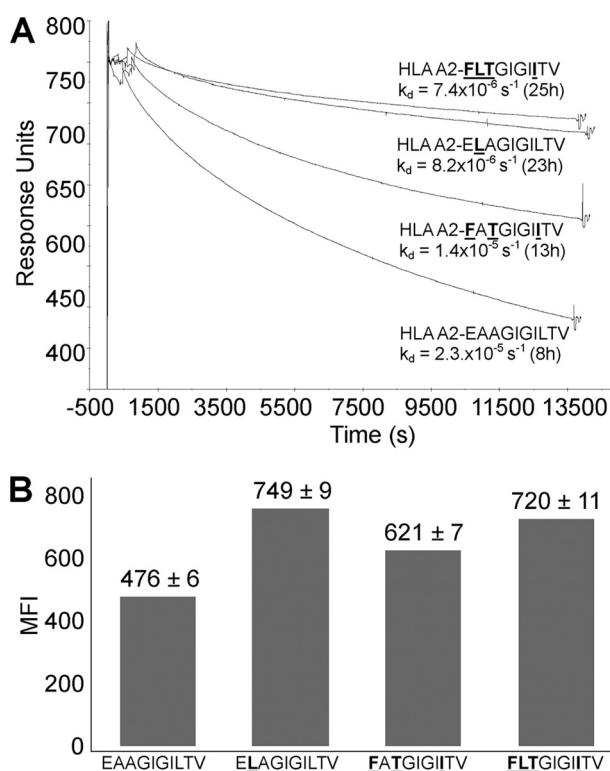 A
800
750
700
650
600
450
400
Response Units
HLA A2-FLTGIGIITV
kd = 7.4x10-6 s-1 (25h)
HLA A2-ELAGIGILTV
kd = 8.2x10-6 s-1 (23h)
HLA A2-FATGIGIITV
kd = 1.4x10-5 s-1 (13h)
HLA A2-EAAGIGILTV
kd = 2.3.x10-5 s-1 (8h)
-500 1500 3500 5500 7500 9500 11500 13500
Time (s)
B
800
600
400
200
0
MFI
476 ± 6
749 ± 9
621 ± 7
720 ± 11
EAAGIGILTV ELAGIGILTV FATGIGIITV FLTGIGIITV